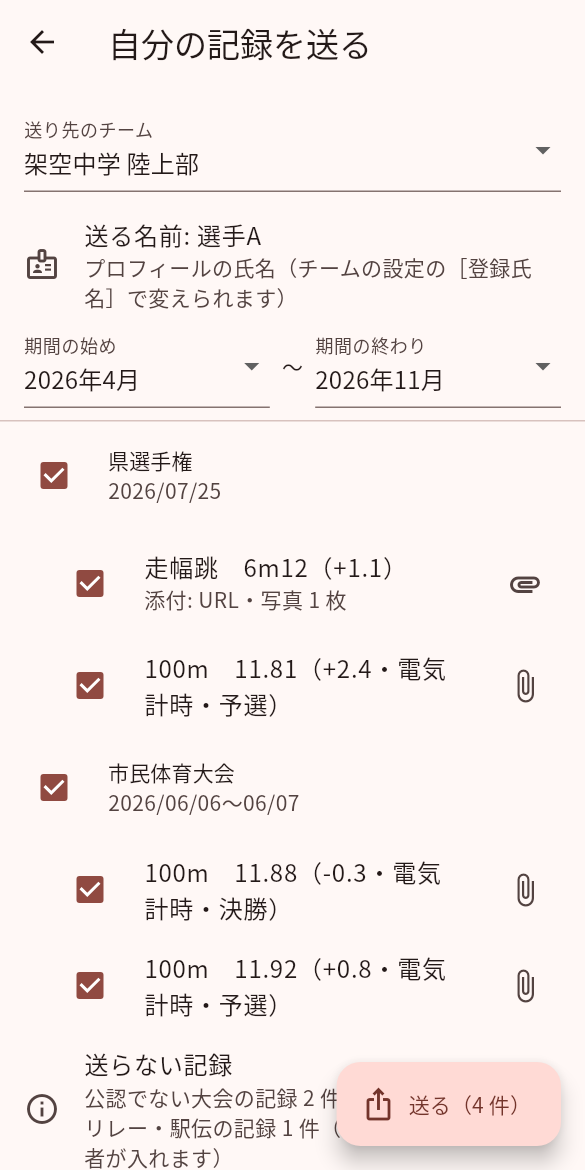 自分の記録を送る
送り先のチーム
架空中学 陸上部
送る名前: 選手A
プロフィールの氏名（チームの設定の［登録氏
名］で変えられます）
期間の始め
2026年4月
～
期間の終わり
2026年11月
県選手権
2026/07/25
走幅跳　6m12（+1.1）
添付: URL・写真 1 枚
100m　11.81（+2.4・電気
計時・予選）
市民体育大会
2026/06/06～06/07
100m　11.88（-0.3・電気
計時・決勝）
100m　11.92（+0.8・電気
計時・予選）
送らない記録
公認でない大会の記録 2 件
リレー・駅伝の記録 1 件（
者が入れます）
送る（4 件）